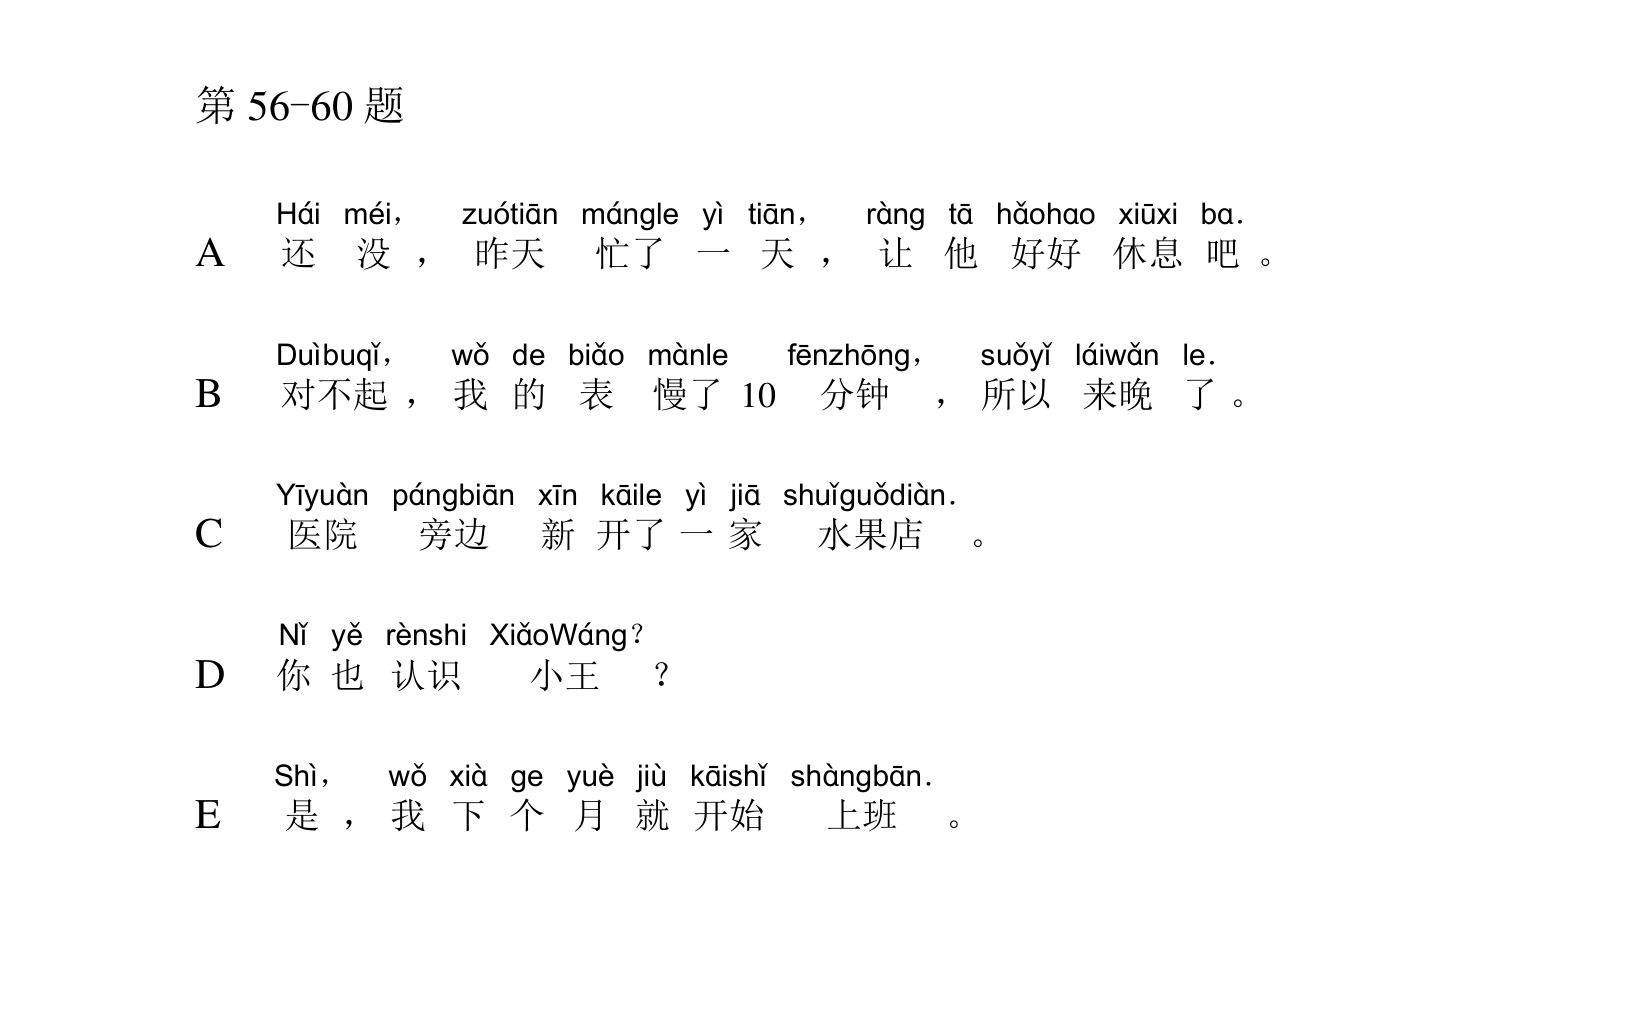 第 56-60 题
Hái méi， zuótiān mángle yì tiān， ràng tā hǎohao xiūxi ba.
A 还 没 ， 昨天 忙了 一 天 ， 让 他 好好 休息 吧 。
Duìbuqǐ， wǒ de biǎo mànle fēnzhōng， suǒyǐ láiwǎn le.
B 对不起 ， 我 的 表 慢了 10 分钟 ， 所以 来晚 了 。
Yīyuàn pángbiān xīn kāile yì jiā shuǐguǒdiàn.
C 医院 旁边 新 开了 一 家 水果店 。
Nǐ yě rènshi XiǎoWáng？
D 你 也 认识 小王 ？
Shì， wǒ xià ge yuè jiù kāishǐ shàngbān.
E 是 ， 我 下 个 月 就 开始 上班 。